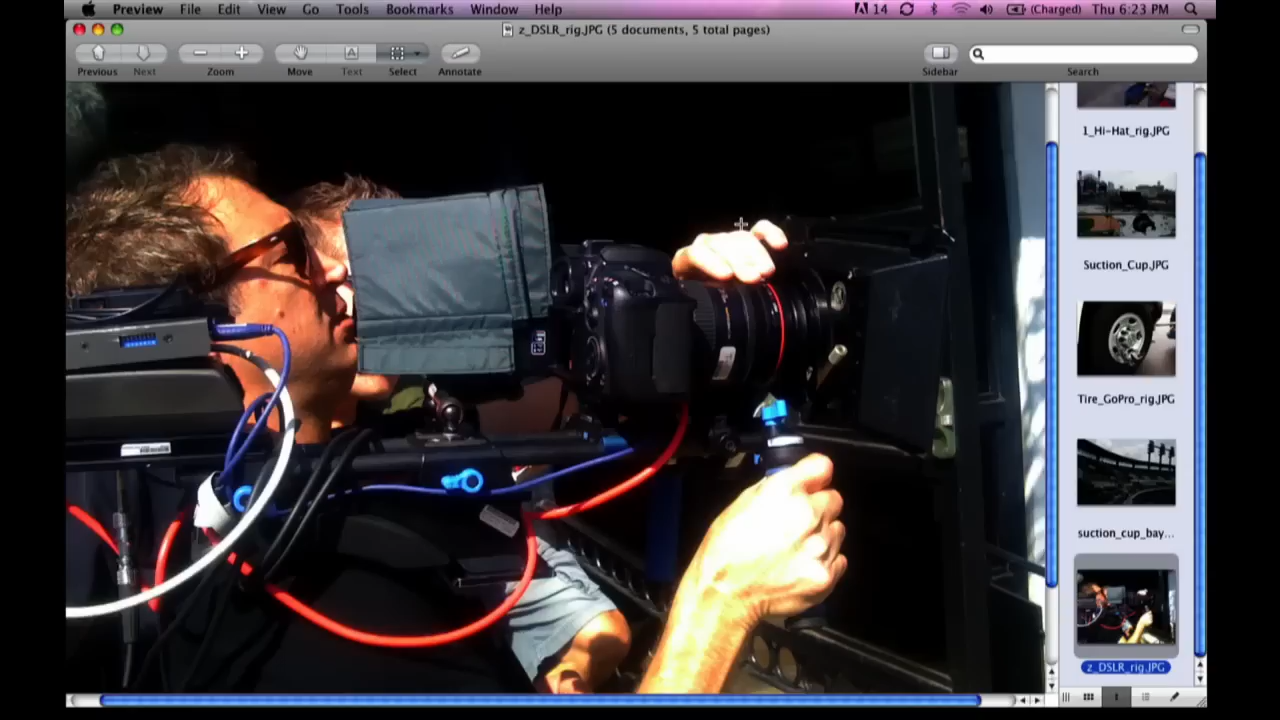 Preview File Edit View Go Tools Bookmarks Window Help 14 (Charged) Thu 6:23 PM
z_DSLR_rig.JPG (5 documents, 5 total pages)
Previous Next Zoom Move Text Select Annotate Sidebar Search
1_Hi-Hat_rig.JPG
Suction_Cup.JPG
Tire_GoPro_rig.JPG
suction_cup_bay...
z_DSLR_rig.JPG